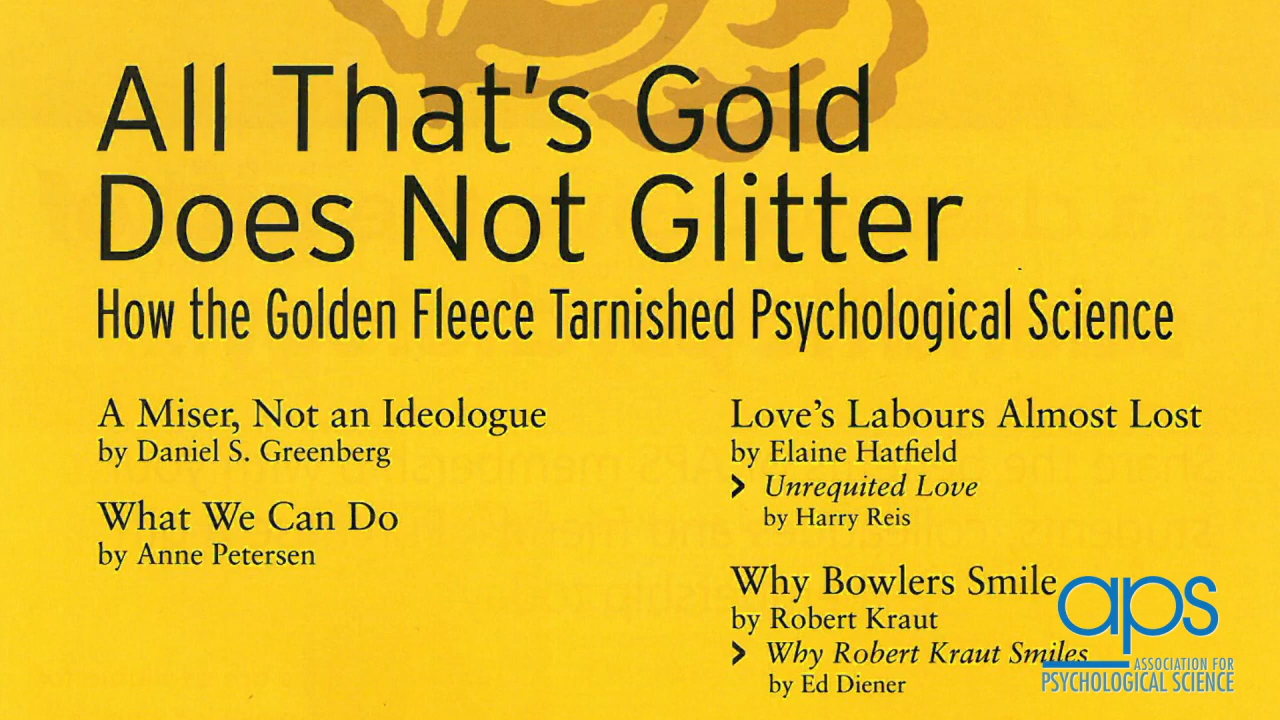 All That's Gold
Does Not Glitter
How the Golden Fleece Tarnished Psychological Science
A Miser, Not an Ideologue
by Daniel S. Greenberg
What We Can Do
by Anne Petersen
Love's Labours Almost Lost
by Elaine Hatfield
> Unrequited Love
by Harry Reis
Why Bowlers Smile
by Robert Kraut
> Why Robert Kraut Smiles
by Ed Diener
aps
ASSOCIATION FOR
PSYCHOLOGICAL SCIENCE